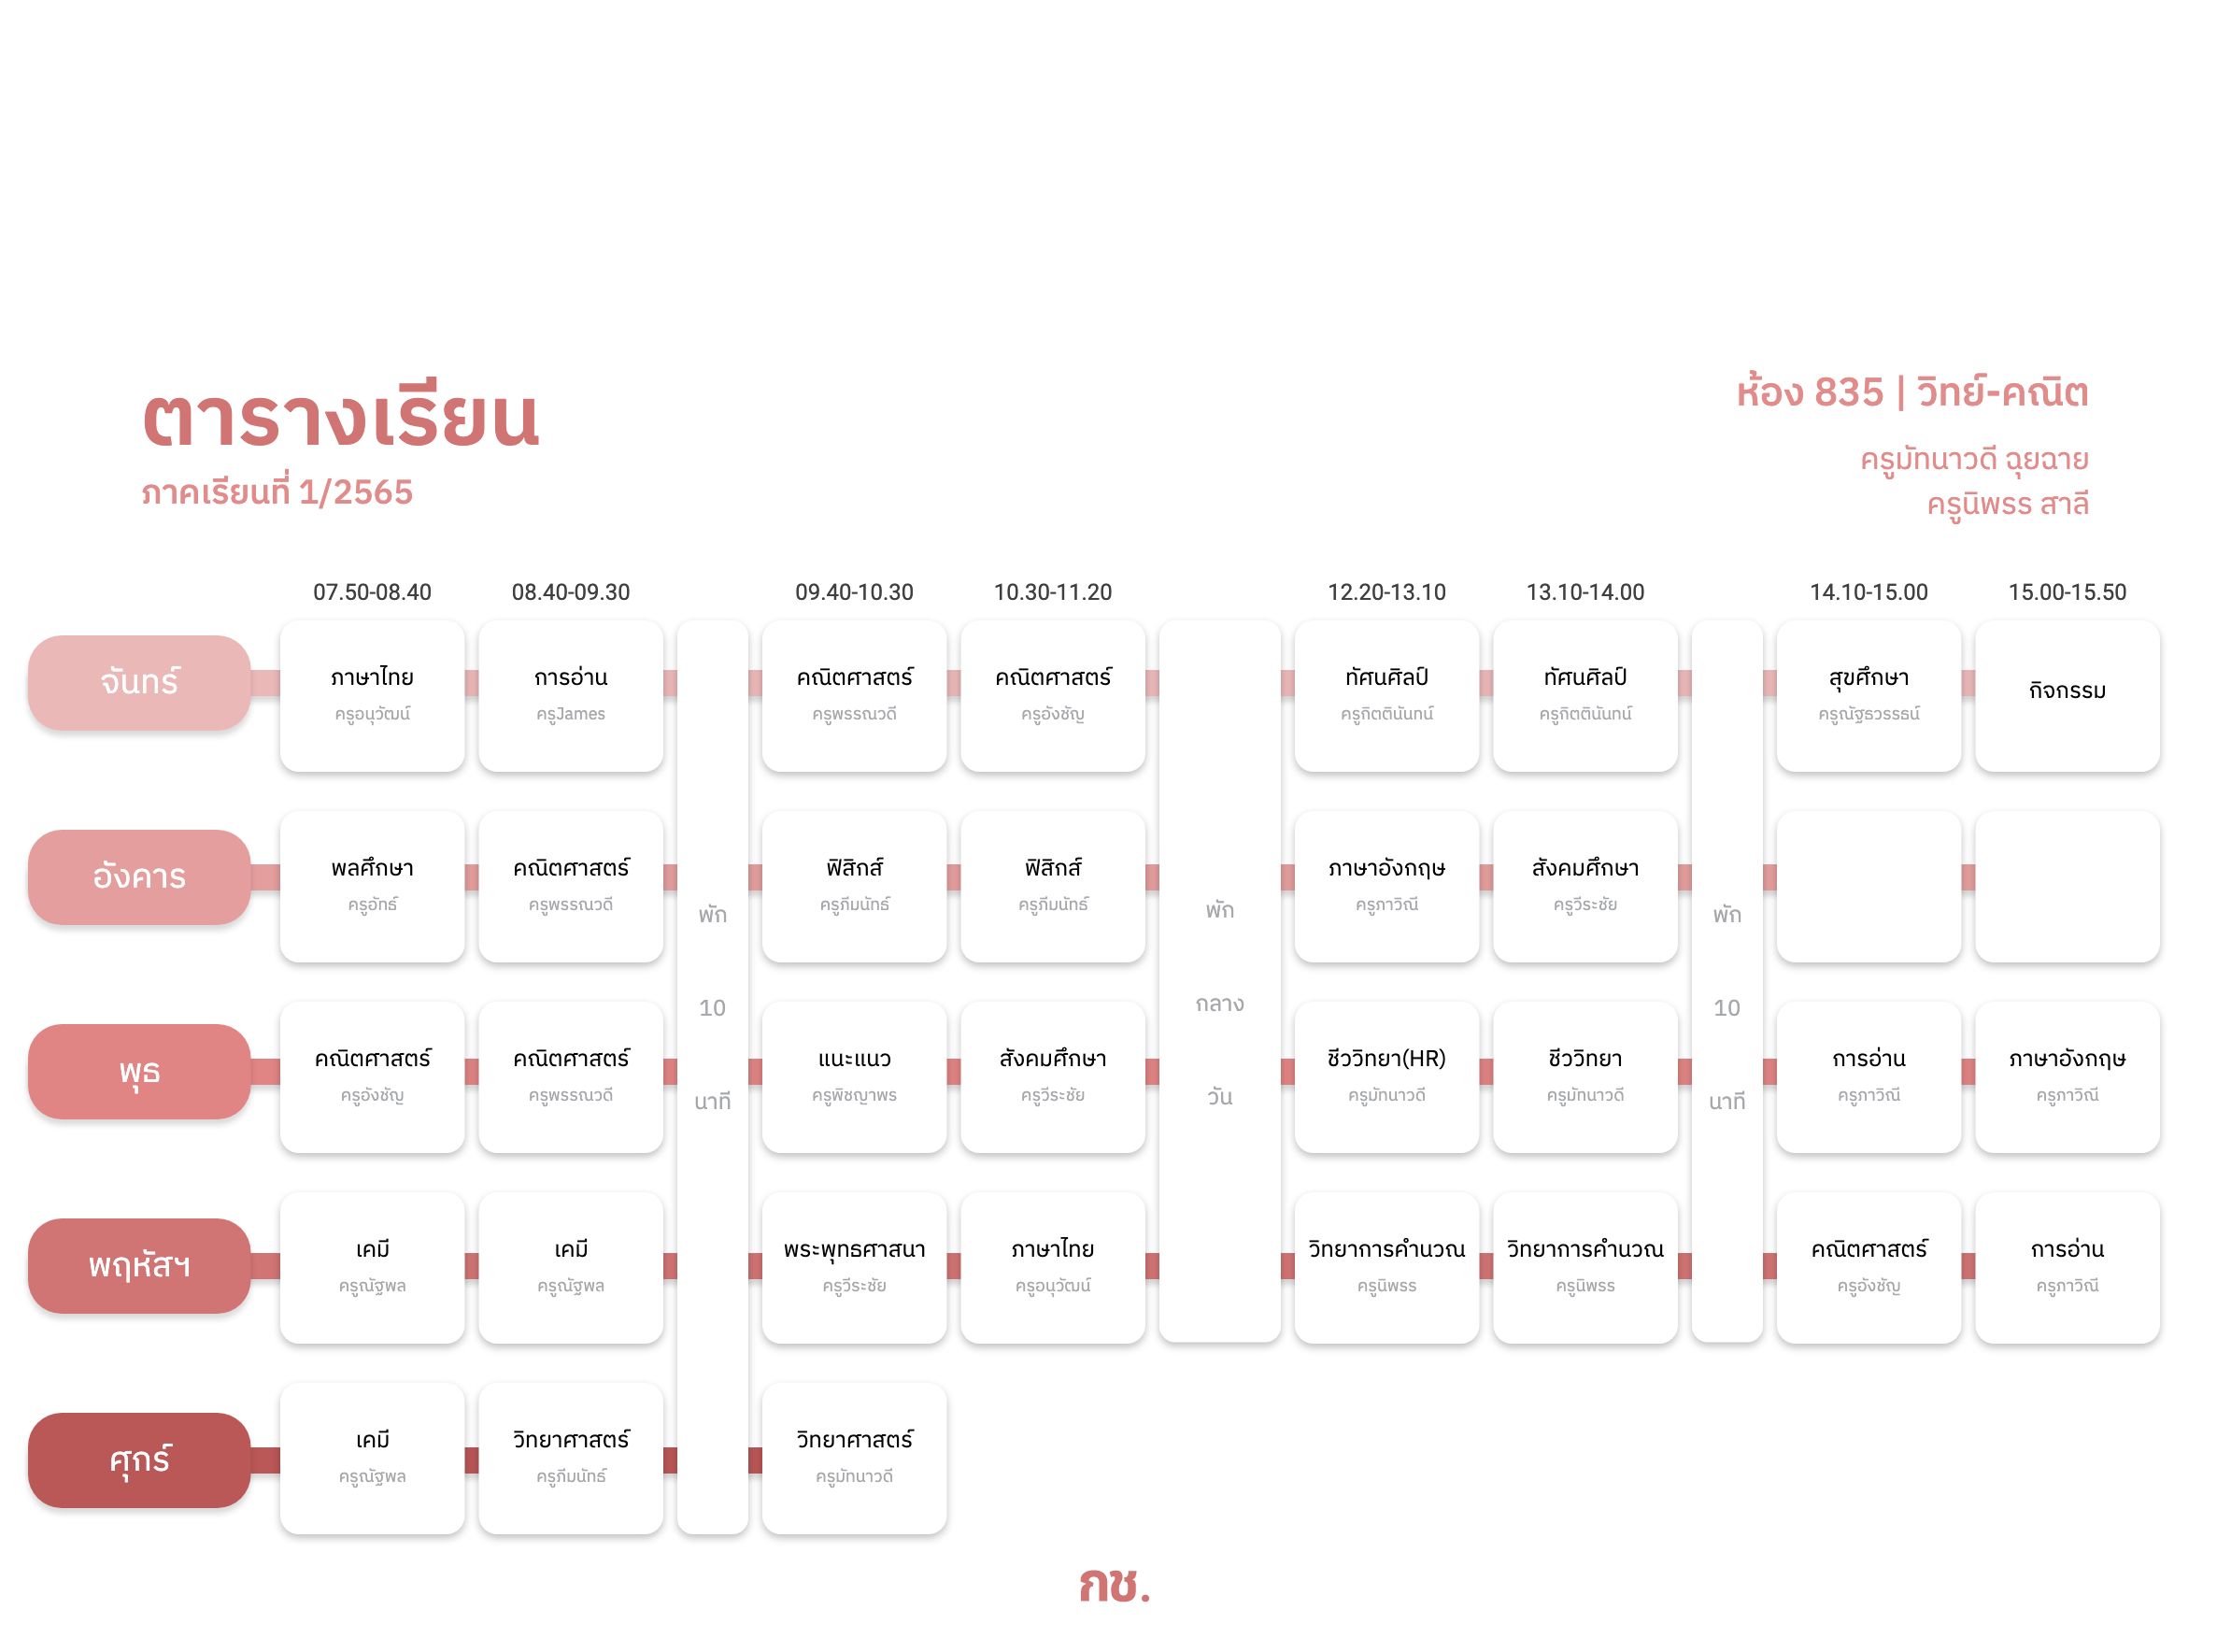 ตารางเรียน
ภาคเรียนที่ 1/2565
ห้อง 835 | วิทย์-คณิต
ครูมัทนาวดี ฉุยฉาย
ครูนิพรร สาลี
07.50-08.40 08.40-09.30 09.40-10.30 10.30-11.20 12.20-13.10 13.10-14.00 14.10-15.00 15.00-15.50
จันทร์
ภาษาไทย การอ่าน คณิตศาสตร์ คณิตศาสตร์ ทัศนศิลป์ ทัศนศิลป์ สุขศึกษา กิจกรรม
ครูอนุวัฒน์ ครูJames ครูพรรณวดี ครูอังชัญ ครูกิตตินันทน์ ครูกิตตินันทน์ ครูณัฐธวรรธน์
อังคาร
พลศึกษา คณิตศาสตร์ ฟิสิกส์ ฟิสิกส์ ภาษาอังกฤษ สังคมศึกษา
ครูอัทธ์ ครูพรรณวดี ครูภีมนัทธ์ ครูภีมนัทธ์ ครูภาวิณี ครูวีระชัย
พัก
10
นาที
พัก
กลาง
วัน
พัก
10
นาที
พุธ
คณิตศาสตร์ คณิตศาสตร์ แนะแนว สังคมศึกษา ชีววิทยา(HR) ชีววิทยา การอ่าน ภาษาอังกฤษ
ครูอังชัญ ครูพรรณวดี ครูพิชญาพร ครูวีระชัย ครูมัทนาวดี ครูมัทนาวดี ครูภาวิณี ครูภาวิณี
พฤหัสฯ
เคมี เคมี พระพุทธศาสนา ภาษาไทย วิทยาการคำนวณ วิทยาการคำนวณ คณิตศาสตร์ การอ่าน
ครูณัฐพล ครูณัฐพล ครูวีระชัย ครูอนุวัฒน์ ครูนิพรร ครูนิพรร ครูอังชัญ ครูภาวิณี
ศุกร์
เคมี วิทยาศาสตร์ วิทยาศาสตร์
ครูณัฐพล ครูภีมนัทธ์ ครูมัทนาวดี
กช.